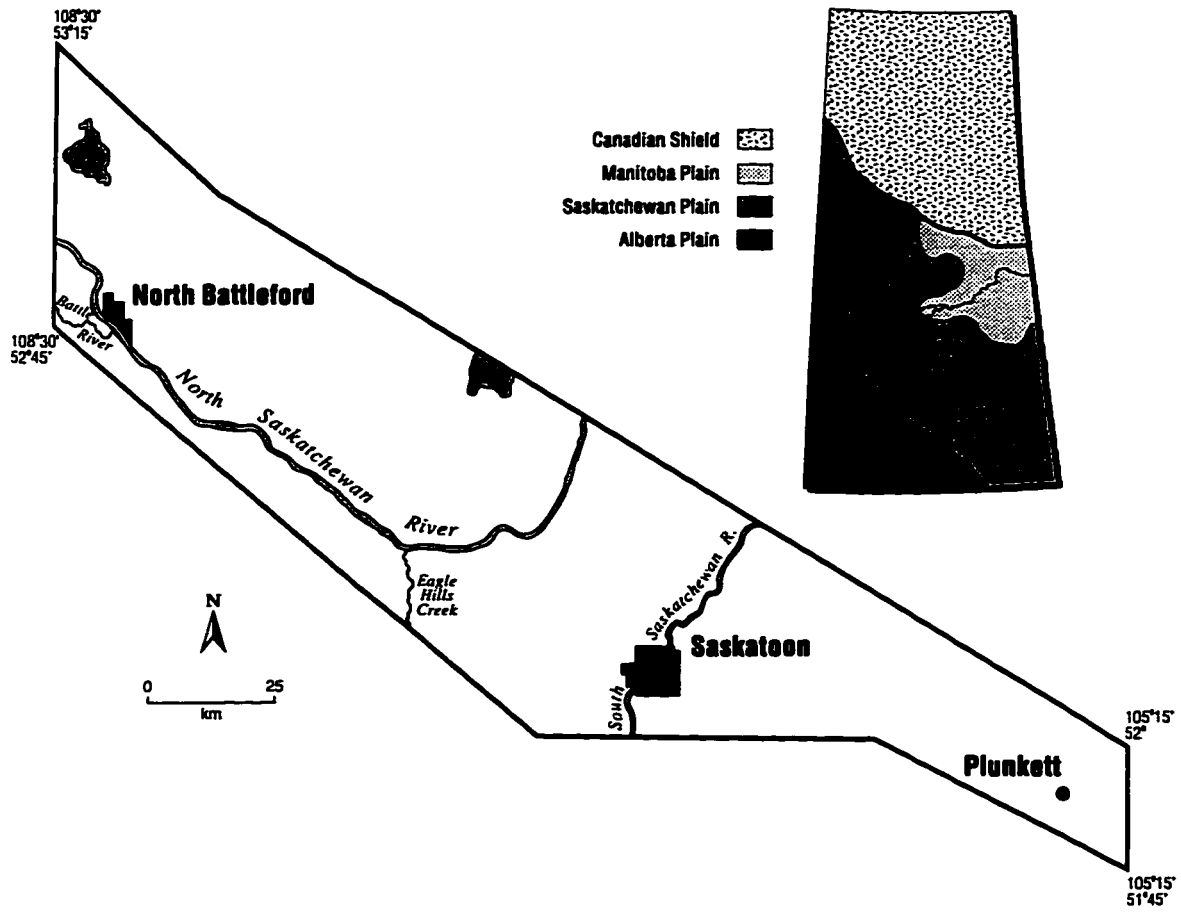 108°30'
53°15'
Canadian Shield
Manitoba Plain
Saskatchewan Plain
Alberta Plain
North Battleford
Battle
River
108°30'
52°45'
North
Saskatchewan
River
Eagle
Hills
Creek
Saskatchewan R.
Saskatoon
South
N
0 25
km
105°15'
52°
Plunkett
105°15'
51°45'